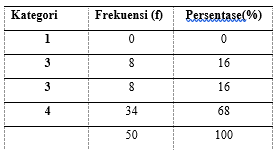 Kategori Frekuensi (f) Persentase(%)
1 0 0
3 8 16
3 8 16
4 34 68
50 100